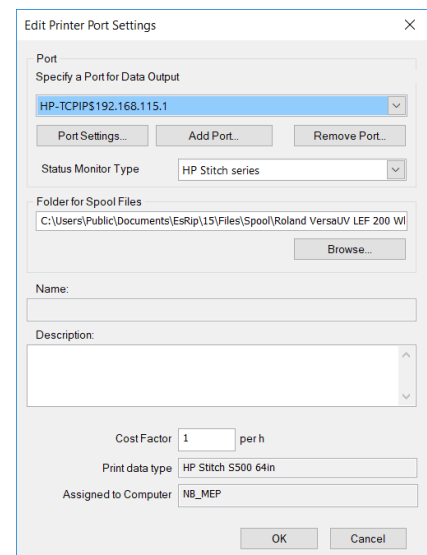 Edit Printer Port Settings
Port
Specify a Port for Data Output
HP-TCPIP$192.168.115.1
Port Settings... Add Port... Remove Port...
Status Monitor Type HP Stitch series
Folder for Spool Files
C:\Users\Public\Documents\EsRip\15\Files\Spool\Roland VersaUV LEF 200 WI
Browse...
Name:
Description:
Cost Factor 1 per h
Print data type HP Stitch S500 64in
Assigned to Computer NB_MEP
OK Cancel